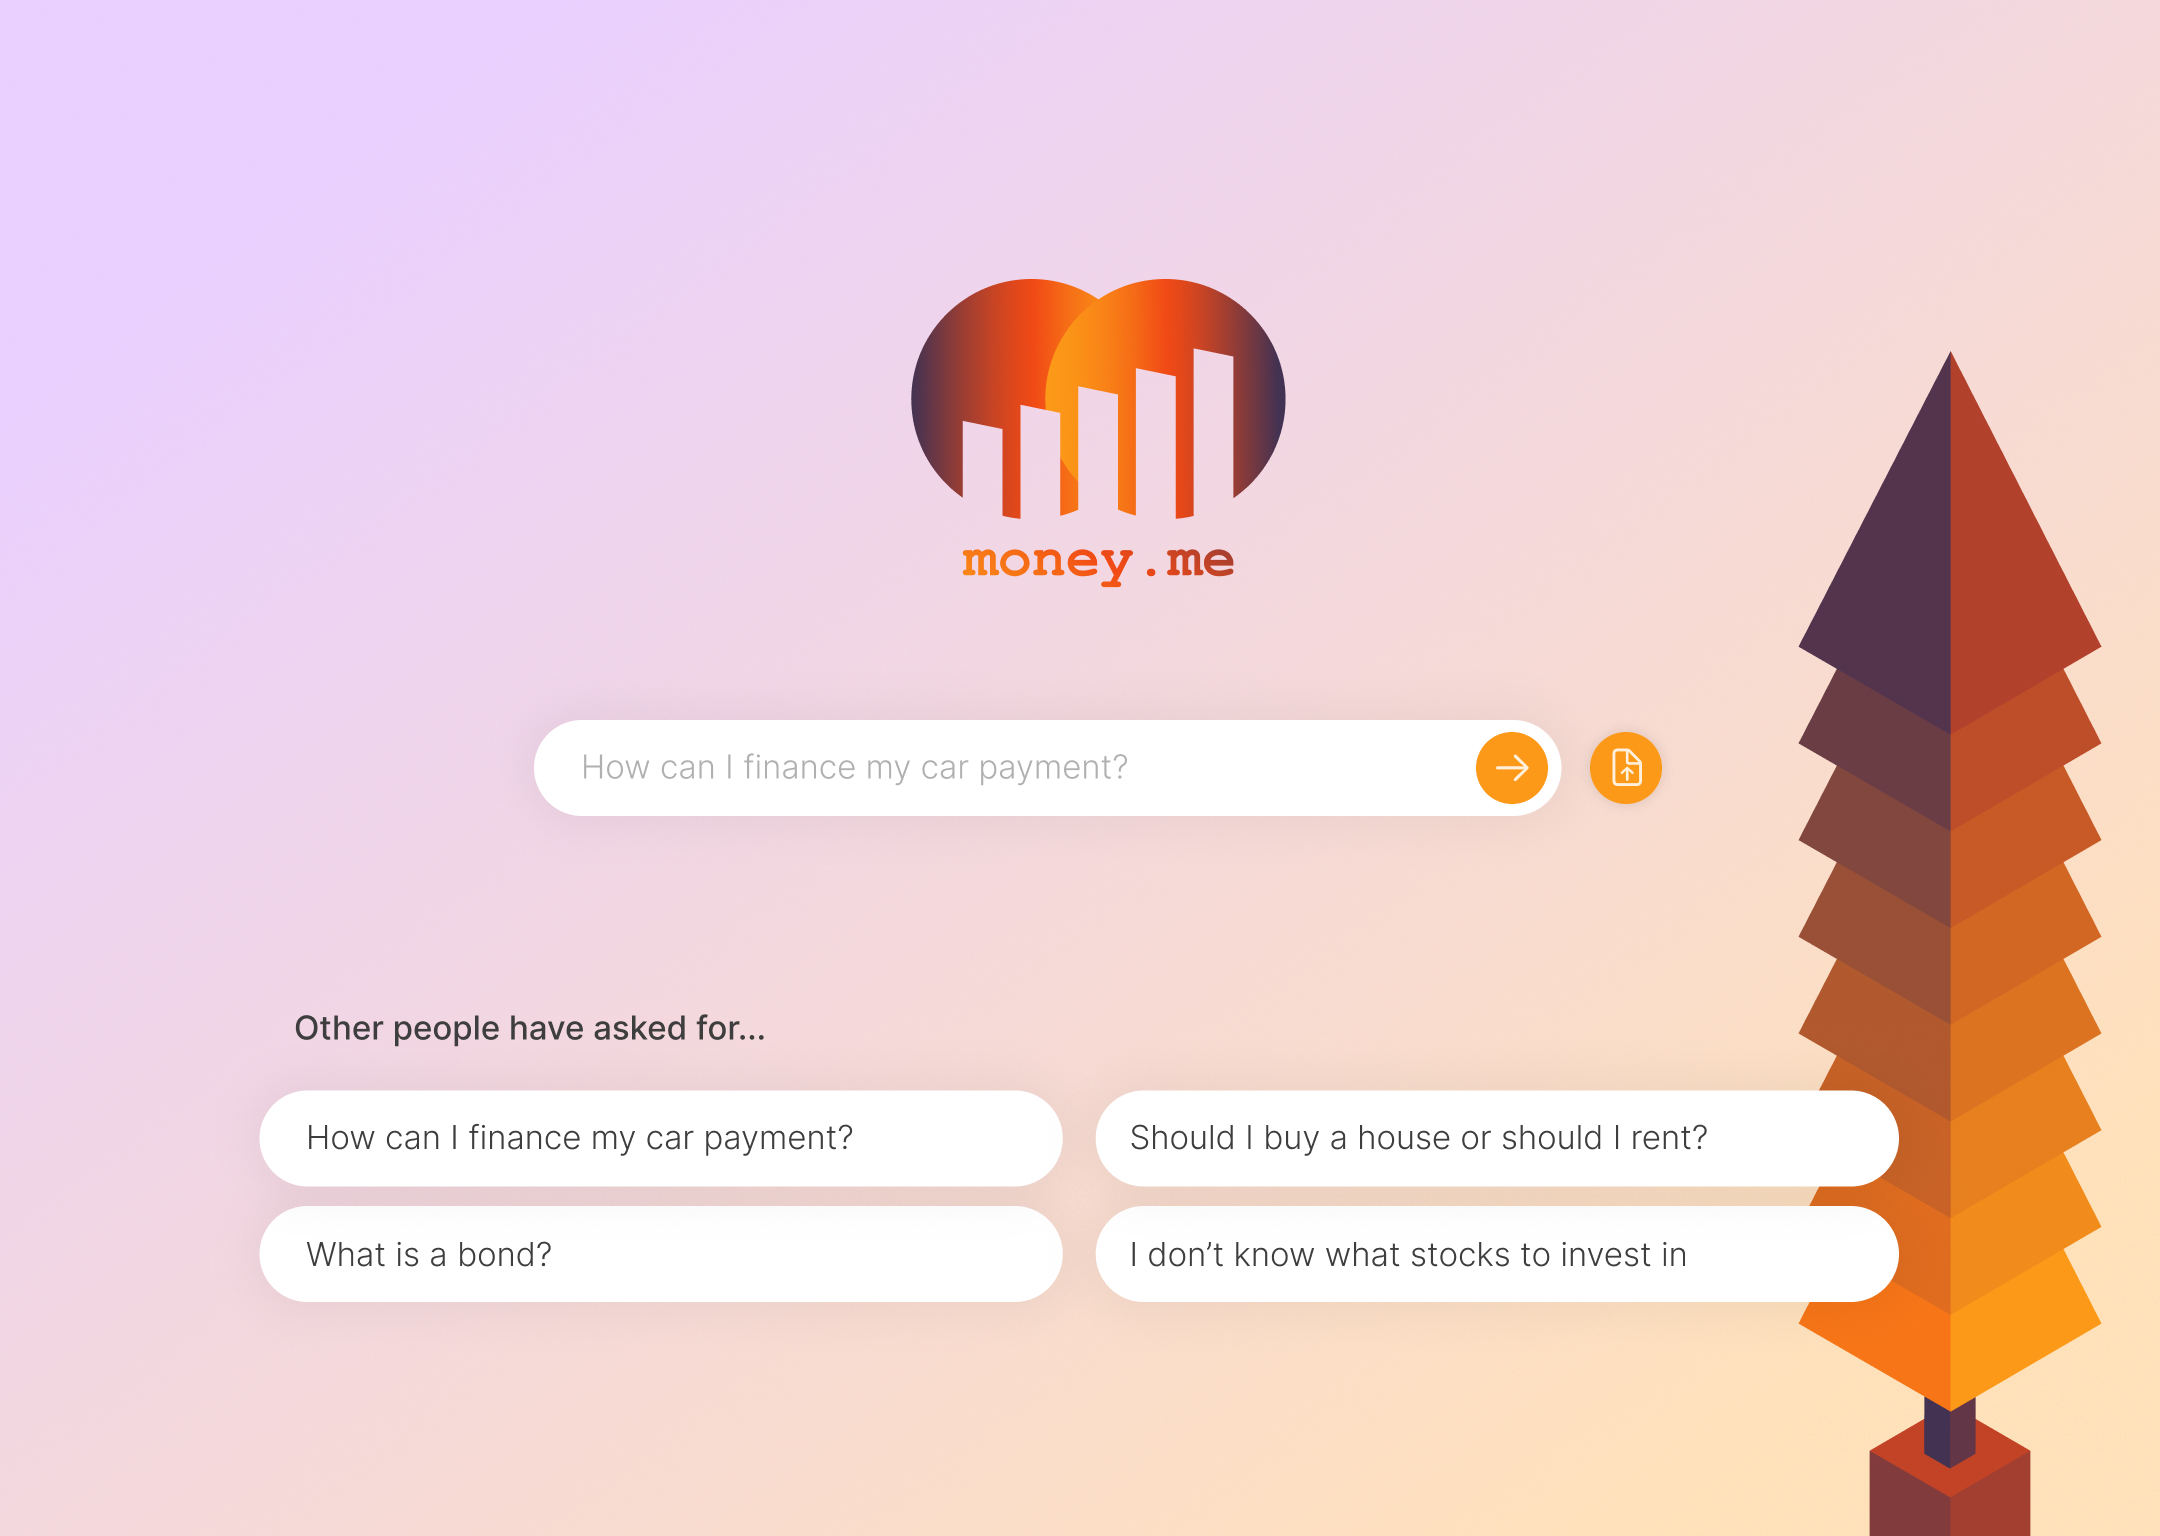 money.me
How can I finance my car payment?
Other people have asked for...
How can I finance my car payment?
Should I buy a house or should I rent?
What is a bond?
I don’t know what stocks to invest in